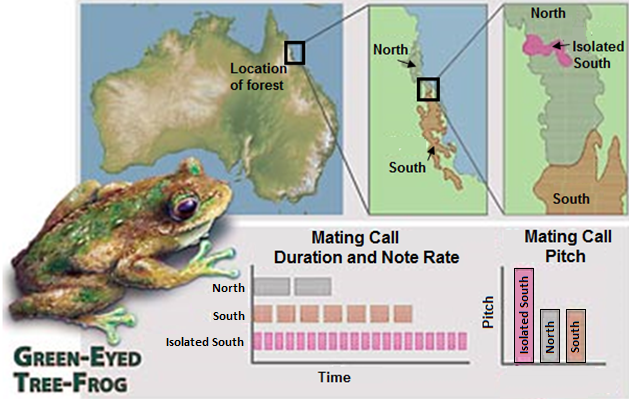 Location
of forest
North
South
North
Isolated
South
South
Mating Call
Duration and Note Rate
North
South
Isolated South
Time
Mating Call
Pitch
Pitch
Isolated South
North
South
GREEN-EYED
TREE-FROG